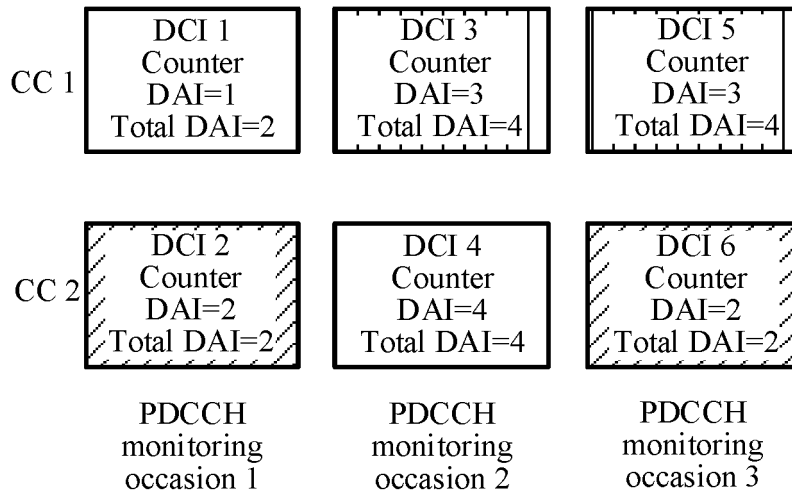 CC 1
DCI 1
Counter
DAI=1
Total DAI=2
DCI 3
Counter
DAI=3
Total DAI=4
DCI 5
Counter
DAI=3
Total DAI=4
CC 2
DCI 2
Counter
DAI=2
Total DAI=2
DCI 4
Counter
DAI=4
Total DAI=4
DCI 6
Counter
DAI=2
Total DAI=2
PDCCH
monitoring
occasion 1
PDCCH
monitoring
occasion 2
PDCCH
monitoring
occasion 3